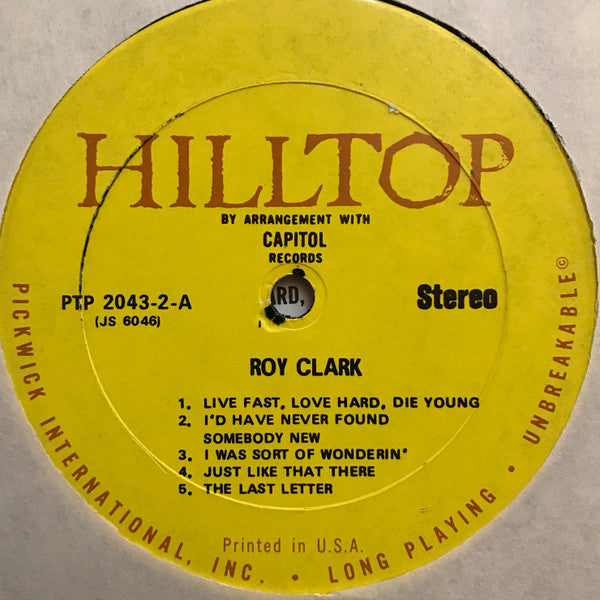 HILLTOP
BY ARRANGEMENT WITH
CAPITOL
RECORDS
PTP 2043-2-A
(JS 6046)
RD,
Stereo
ROY CLARK
1. LIVE FAST, LOVE HARD, DIE YOUNG
2. I'D HAVE NEVER FOUND
SOMEBODY NEW
3. I WAS SORT OF WONDERIN'
4. JUST LIKE THAT THERE
5. THE LAST LETTER
Printed in U.S.A.
PICKWICK INTERNATIONAL, INC. • LONG PLAYING • UNBREAKABLE©